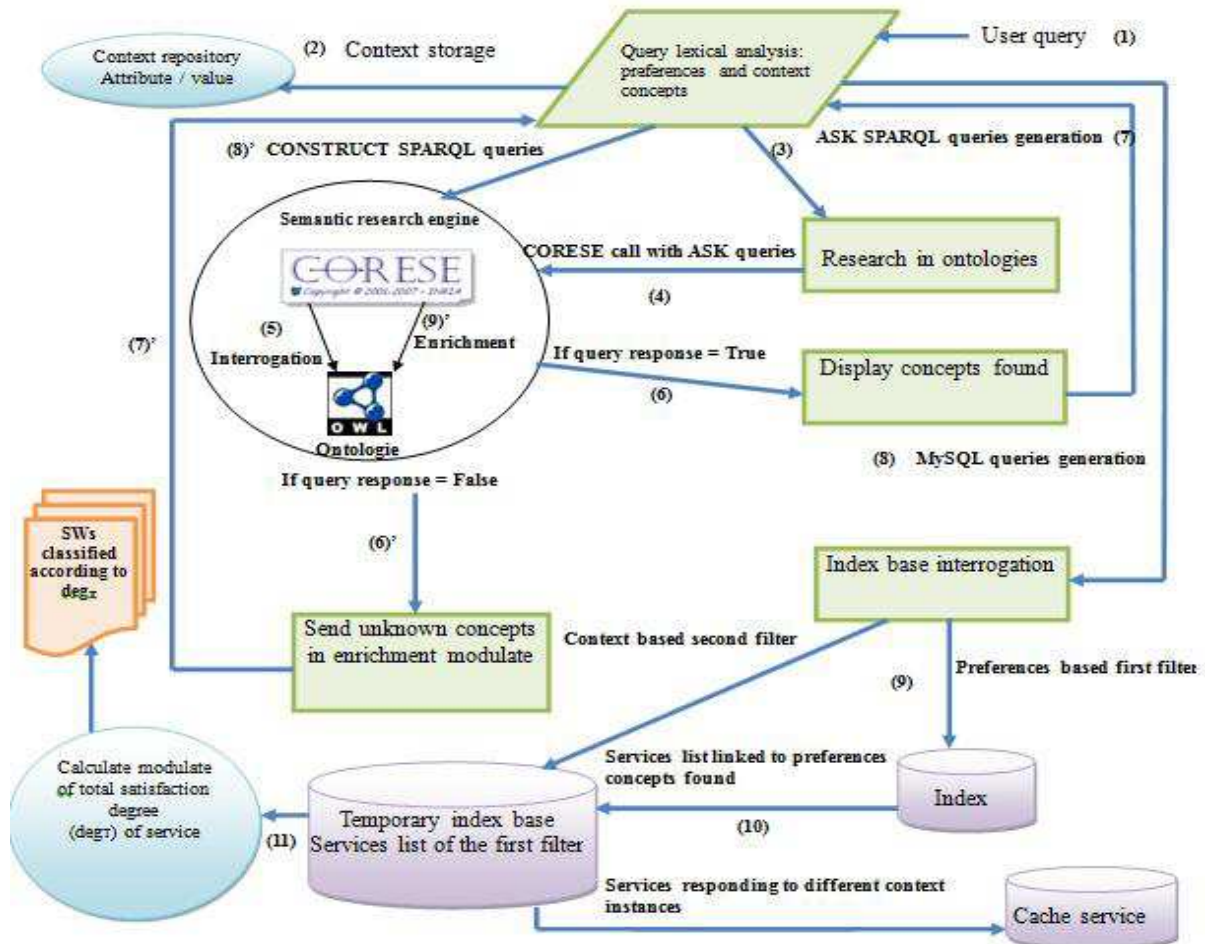 Context repository
Attribute / value
(2) Context storage
Query lexical analysis:
preferences and context
concepts
User query (1)
(8)' CONSTRUCT SPARQL queries
(3)
ASK SPARQL queries generation (7)
Semantic research engine
CORESE
CORESE call with ASK queries
(4)
Research in ontologies
(5)
Interrogation
(9)'
Enrichment
(7)'
If query response = True
(6)
Display concepts found
OWL
Ontologie
If query response = False
(8) MySQL queries generation
SWs
classified
according to
deg
(6)'
Index base interrogation
Send unknown concepts
in enrichment modulate
Context based second filter
Preferences based first filter
(9)
Calculate modulate
of total satisfaction
degree
(degT) of service
Services list linked to preferences
concepts found
Index
(10)
(11)
Temporary index base
Services list of the first filter
Services responding to different context
instances
Cache service